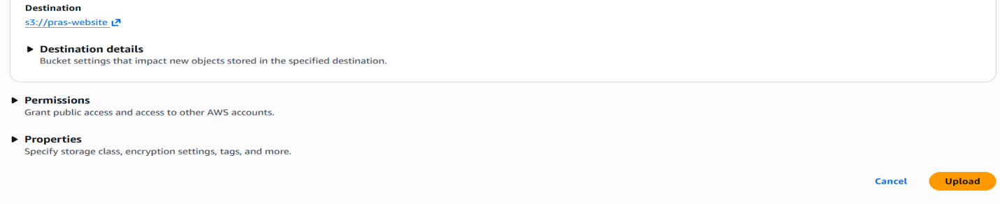 Destination
s3://pras-website
Destination details
Bucket settings that impact new objects stored in the specified destination.
Permissions
Grant public access and access to other AWS accounts.
Properties
Specify storage class, encryption settings, tags, and more.
Cancel
Upload